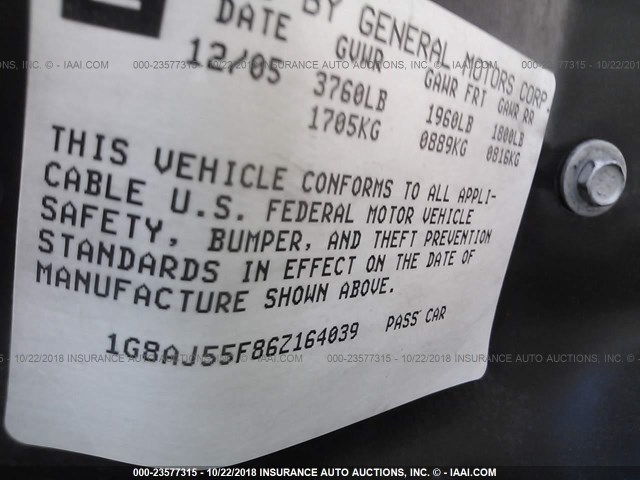 BY GENERAL MOTORS CORP.
DATE GVWR GAWR FRT GAWR RR
12/05 3760LB 1960LB 1800LB
1705KG 0889KG 0816KG
THIS VEHICLE CONFORMS TO ALL APPLI-
CABLE U.S. FEDERAL MOTOR VEHICLE
SAFETY, BUMPER, AND THEFT PREVENTION
STANDARDS IN EFFECT ON THE DATE OF
MANUFACTURE SHOWN ABOVE.
1G8AJ55F86Z164039 PASS CAR
000-23577315 - 10/22/2018 INSURANCE AUTO AUCTIONS, INC. - © IAAI.COM